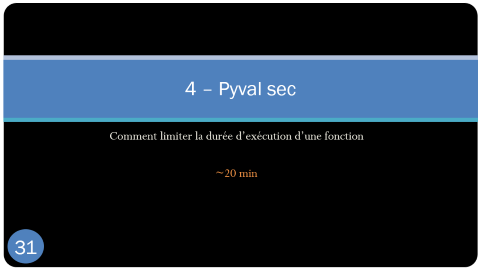 4 – Pyval sec
Comment limiter la durée d'exécution d'une fonction
~20 min
31